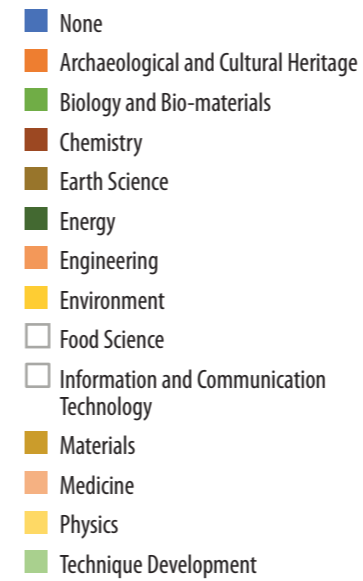 None
Archaeological and Cultural Heritage
Biology and Bio-materials
Chemistry
Earth Science
Energy
Engineering
Environment
Food Science
Information and Communication
Technology
Materials
Medicine
Physics
Technique Development